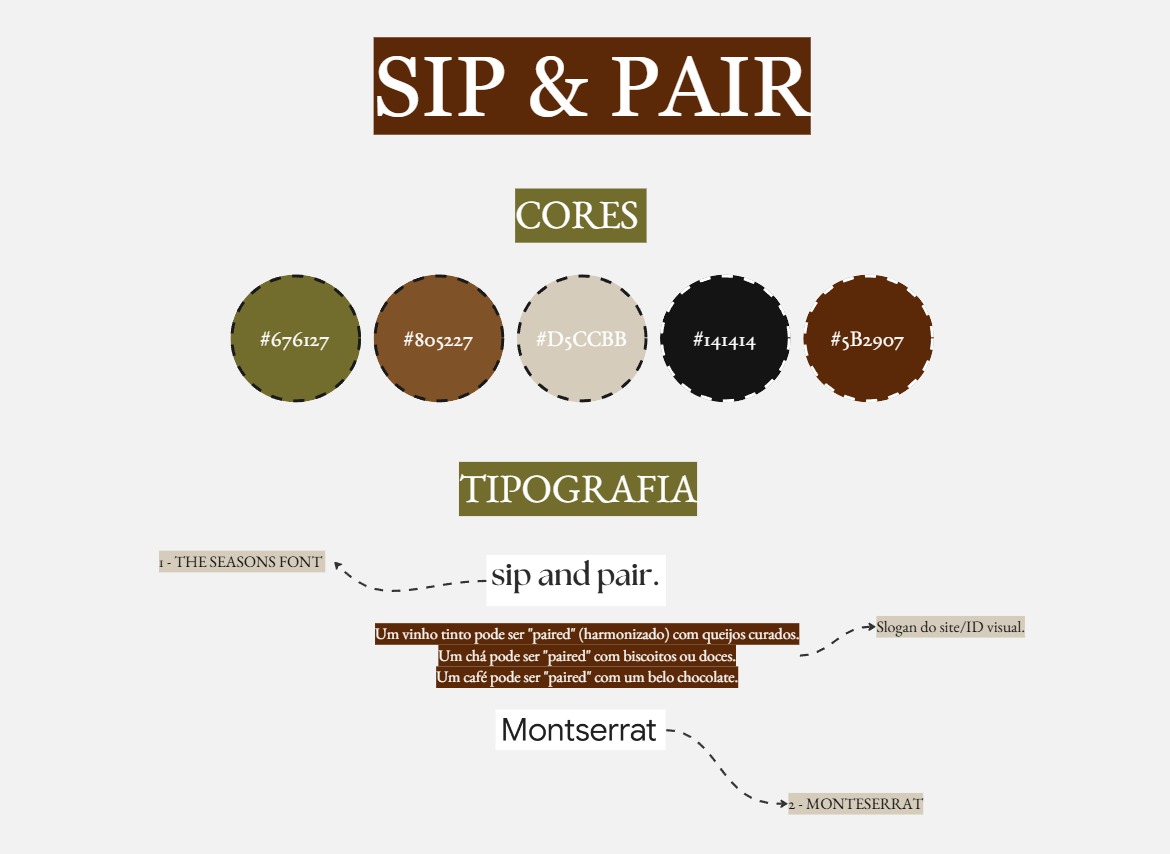 SIP & PAIR
CORES
#676127
#805227
#D5CCBB
#141414
#5B2907
TIPOGRAFIA
1 - THE SEASONS FONT
sip and pair.
Um vinho tinto pode ser "paired" (harmonizado) com queijos curados.
Um chá pode ser "paired" com biscoitos ou doces.
Um café pode ser "paired" com um belo chocolate.
Slogan do site/ID visual.
Montserrat
2 - MONTESERRAT